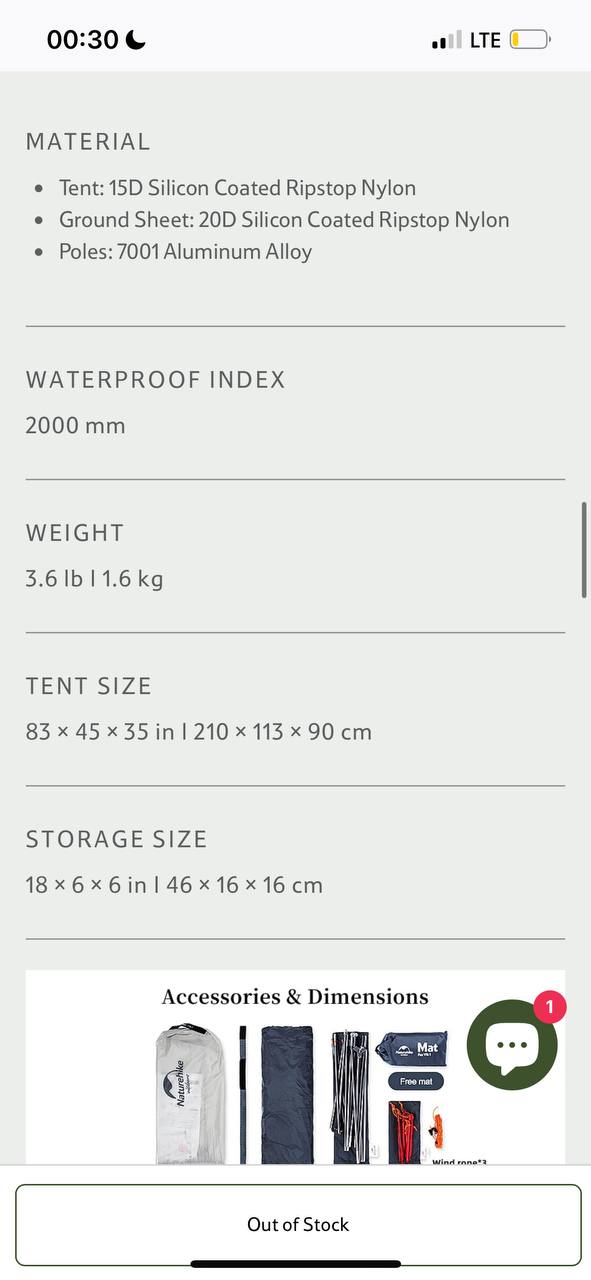 00:30
LTE
MATERIAL
• Tent: 15D Silicon Coated Ripstop Nylon
• Ground Sheet: 20D Silicon Coated Ripstop Nylon
• Poles: 7001 Aluminum Alloy
WATERPROOF INDEX
2000 mm
WEIGHT
3.6 lb | 1.6 kg
TENT SIZE
83 × 45 × 35 in | 210 × 113 × 90 cm
STORAGE SIZE
18 × 6 × 6 in | 46 × 16 × 16 cm
Accessories & Dimensions
1
Naturehike
Mat
Free mat
Wind rope*3
Out of Stock